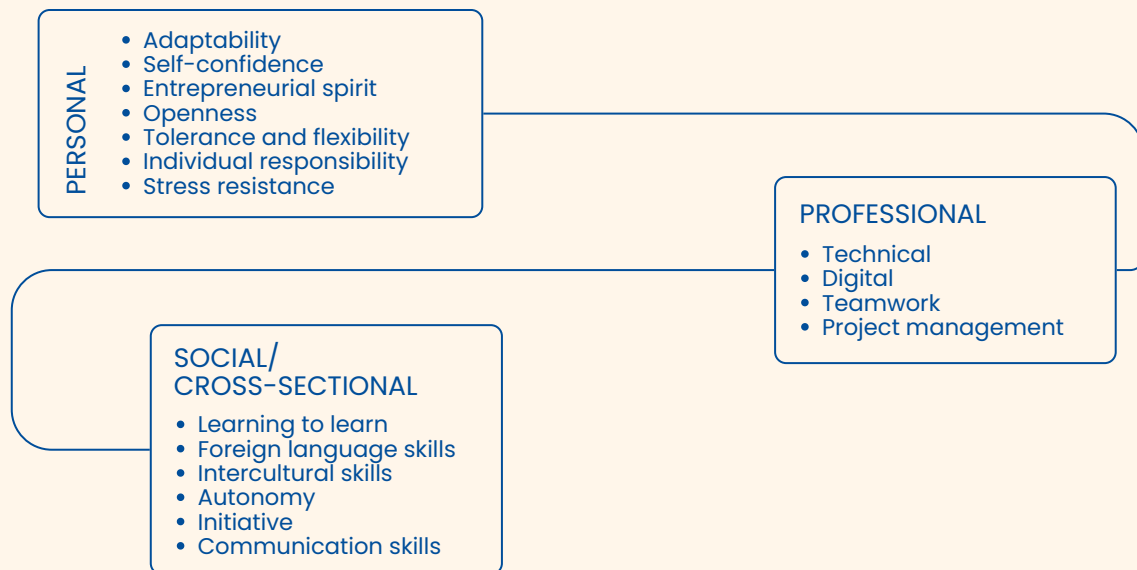 PERSONAL
• Adaptability
• Self-confidence
• Entrepreneurial spirit
• Openness
• Tolerance and flexibility
• Individual responsibility
• Stress resistance
PROFESSIONAL
• Technical
• Digital
• Teamwork
• Project management
SOCIAL/
CROSS-SECTIONAL
• Learning to learn
• Foreign language skills
• Intercultural skills
• Autonomy
• Initiative
• Communication skills